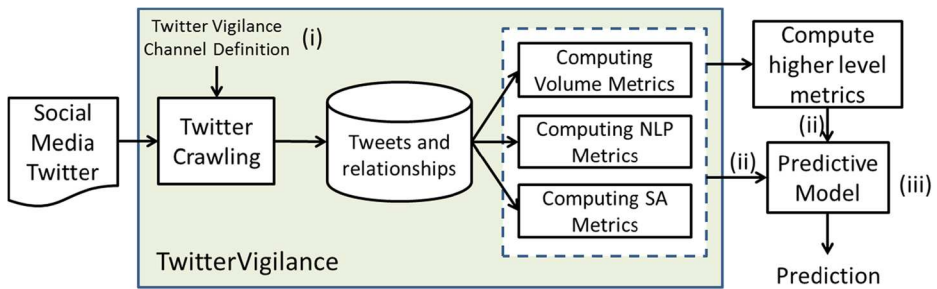 Twitter Vigilance
Channel Definition
(i)
Social
Media
Twitter
Twitter
Crawling
Tweets and
relationships
Computing
Volume Metrics
Computing NLP
Metrics
Computing SA
Metrics
TwitterVigilance
Compute
higher level
metrics
(ii)
(ii)
Predictive
Model
(iii)
Prediction